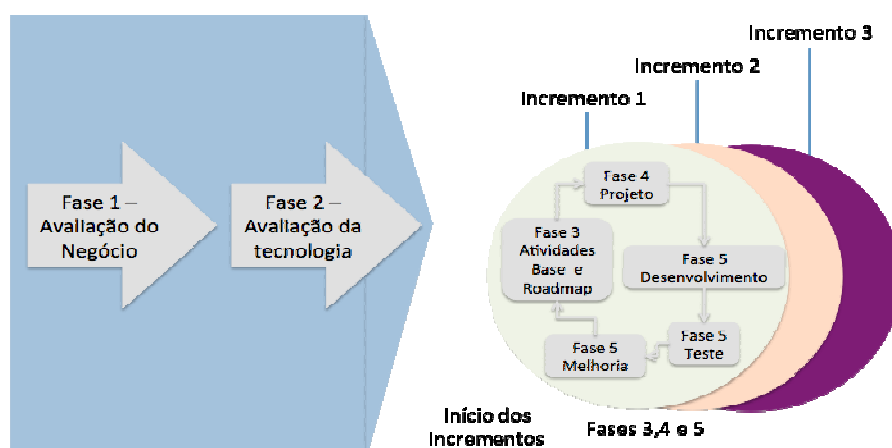 Incremento 3
Incremento 2
Incremento 1
Fase 1 –
Avaliação do
Negócio
Fase 2 –
Avaliação da
tecnologia
Fase 4
Projeto
Fase 3
Atividades
Base e
Roadmap
Fase 5
Desenvolvimento
Fase 5
Teste
Fase 5
Melhoria
Início dos
Incrementos
Fases 3,4 e 5